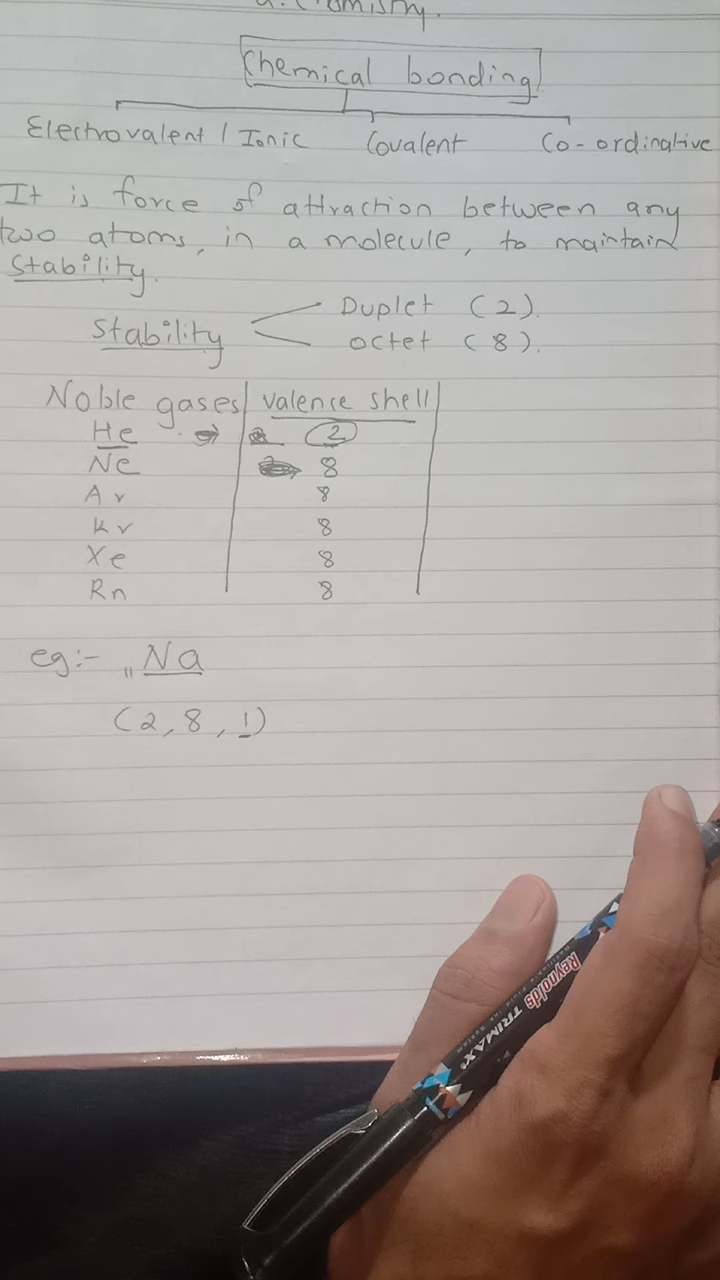 Chemistry.
Chemical bonding
Electrovalent / Ionic Covalent Co-ordinative
It is force of attraction between any
two atoms, in a molecule, to maintain
Stability.
Stability Duplet (2).
octet (8).
Noble gases valence shell
He 2
Ne 8
Ar 8
Kr 8
Xe 8
Rn 8
eg:- 11Na
(2, 8, 1)
Reynolds TRIMAX